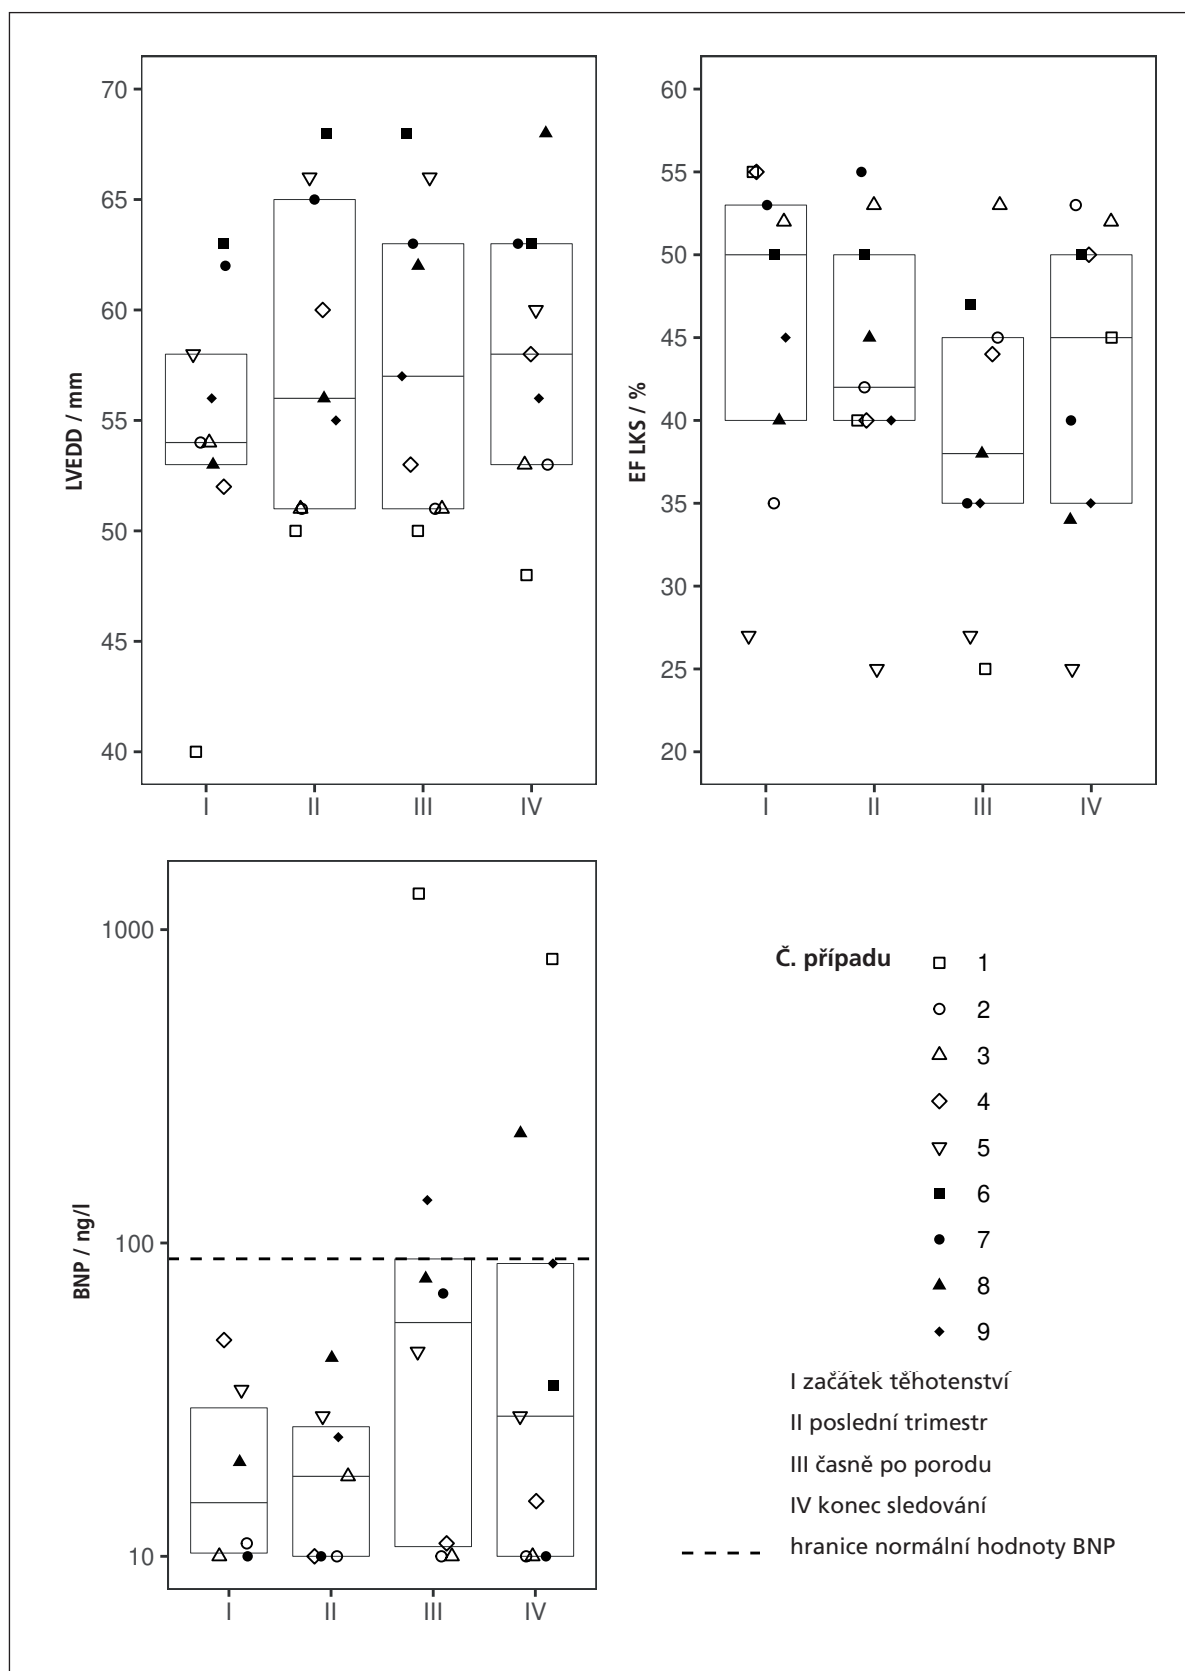 70
65
60
55
50
45
40
LVEDD / mm
I II III IV
60
55
50
45
40
35
30
25
20
EF LKS / %
I II III IV
1000
100
10
BNP / ng/l
I II III IV
Č. případu
1
2
3
4
5
6
7
8
9
I začátek těhotenství
II poslední trimestr
III časně po porodu
IV konec sledování
hranice normální hodnoty BNP